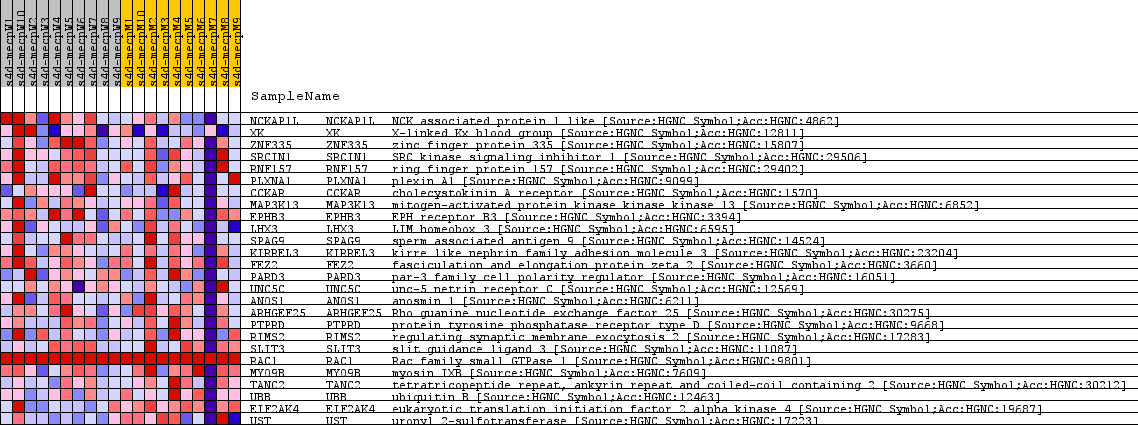 s4d-mecpW1
s4d-mecpW10
s4d-mecpW2
s4d-mecpW3
s4d-mecpW4
s4d-mecpW5
s4d-mecpW6
s4d-mecpW7
s4d-mecpW8
s4d-mecpW9
s4d-mecpM1
s4d-mecpM10
s4d-mecpM2
s4d-mecpM3
s4d-mecpM4
s4d-mecpM5
s4d-mecpM6
s4d-mecpM7
s4d-mecpM8
s4d-mecpM9
SampleName
NCKAP1L NCKAP1L NCK associated protein 1 like [Source:HGNC Symbol;Acc:HGNC:4862]
XK XK X-linked Kx blood group [Source:HGNC Symbol;Acc:HGNC:12811]
ZNF335 ZNF335 zinc finger protein 335 [Source:HGNC Symbol;Acc:HGNC:15807]
SRCIN1 SRCIN1 SRC kinase signaling inhibitor 1 [Source:HGNC Symbol;Acc:HGNC:29506]
RNF157 RNF157 ring finger protein 157 [Source:HGNC Symbol;Acc:HGNC:29402]
PLXNA1 PLXNA1 plexin A1 [Source:HGNC Symbol;Acc:HGNC:9099]
CCKAR CCKAR cholecystokinin A receptor [Source:HGNC Symbol;Acc:HGNC:1570]
MAP3K13 MAP3K13 mitogen-activated protein kinase kinase kinase 13 [Source:HGNC Symbol;Acc:HGNC:6852]
EPHB3 EPHB3 EPH receptor B3 [Source:HGNC Symbol;Acc:HGNC:3394]
LHX3 LHX3 LIM homeobox 3 [Source:HGNC Symbol;Acc:HGNC:6595]
SPAG9 SPAG9 sperm associated antigen 9 [Source:HGNC Symbol;Acc:HGNC:14524]
KIRREL3 KIRREL3 kirre like nephrin family adhesion molecule 3 [Source:HGNC Symbol;Acc:HGNC:23204]
FEZ2 FEZ2 fasciculation and elongation protein zeta 2 [Source:HGNC Symbol;Acc:HGNC:3660]
PARD3 PARD3 par-3 family cell polarity regulator [Source:HGNC Symbol;Acc:HGNC:16051]
UNC5C UNC5C unc-5 netrin receptor C [Source:HGNC Symbol;Acc:HGNC:12569]
ANOS1 ANOS1 anosmin 1 [Source:HGNC Symbol;Acc:HGNC:6211]
ARHGEF25 ARHGEF25 Rho guanine nucleotide exchange factor 25 [Source:HGNC Symbol;Acc:HGNC:30275]
PTPRD PTPRD protein tyrosine phosphatase receptor type D [Source:HGNC Symbol;Acc:HGNC:9668]
RIMS2 RIMS2 regulating synaptic membrane exocytosis 2 [Source:HGNC Symbol;Acc:HGNC:17283]
SLIT3 SLIT3 slit guidance ligand 3 [Source:HGNC Symbol;Acc:HGNC:11087]
RAC1 RAC1 Rac family small GTPase 1 [Source:HGNC Symbol;Acc:HGNC:9801]
MYO9B MYO9B myosin IXB [Source:HGNC Symbol;Acc:HGNC:7609]
TANC2 TANC2 tetratricopeptide repeat, ankyrin repeat and coiled-coil containing 2 [Source:HGNC Symbol;Acc:HGNC:30212]
UBB UBB ubiquitin B [Source:HGNC Symbol;Acc:HGNC:12463]
EIF2AK4 EIF2AK4 eukaryotic translation initiation factor 2 alpha kinase 4 [Source:HGNC Symbol;Acc:HGNC:19687]
UST UST uronyl 2-sulfotransferase [Source:HGNC Symbol;Acc:HGNC:17223]